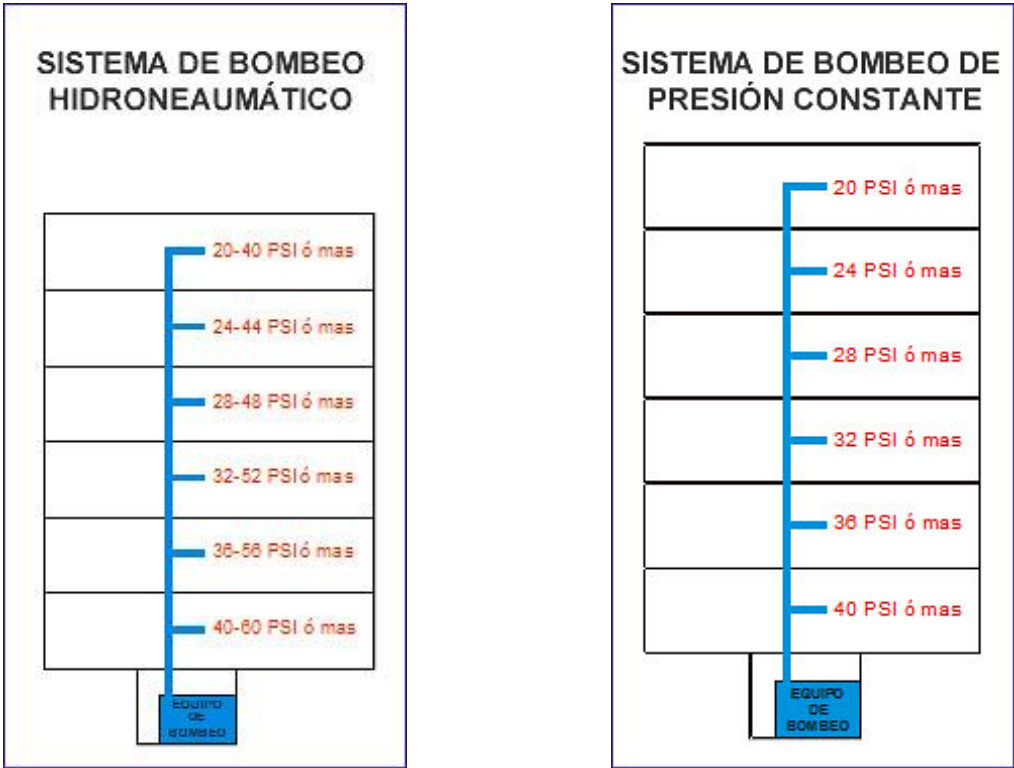 SISTEMA DE BOMBEO
HIDRONEAUMÁTICO
20-40 PSI ó mas
24-44 PSI ó mas
28-48 PSI ó mas
32-52 PSI ó mas
36-56 PSI ó mas
40-60 PSI ó mas
EQUIPO
DE
BOMBEO
SISTEMA DE BOMBEO DE
PRESIÓN CONSTANTE
20 PSI ó mas
24 PSI ó mas
28 PSI ó mas
32 PSI ó mas
36 PSI ó mas
40 PSI ó mas
EQUIPO
DE
BOMBEO